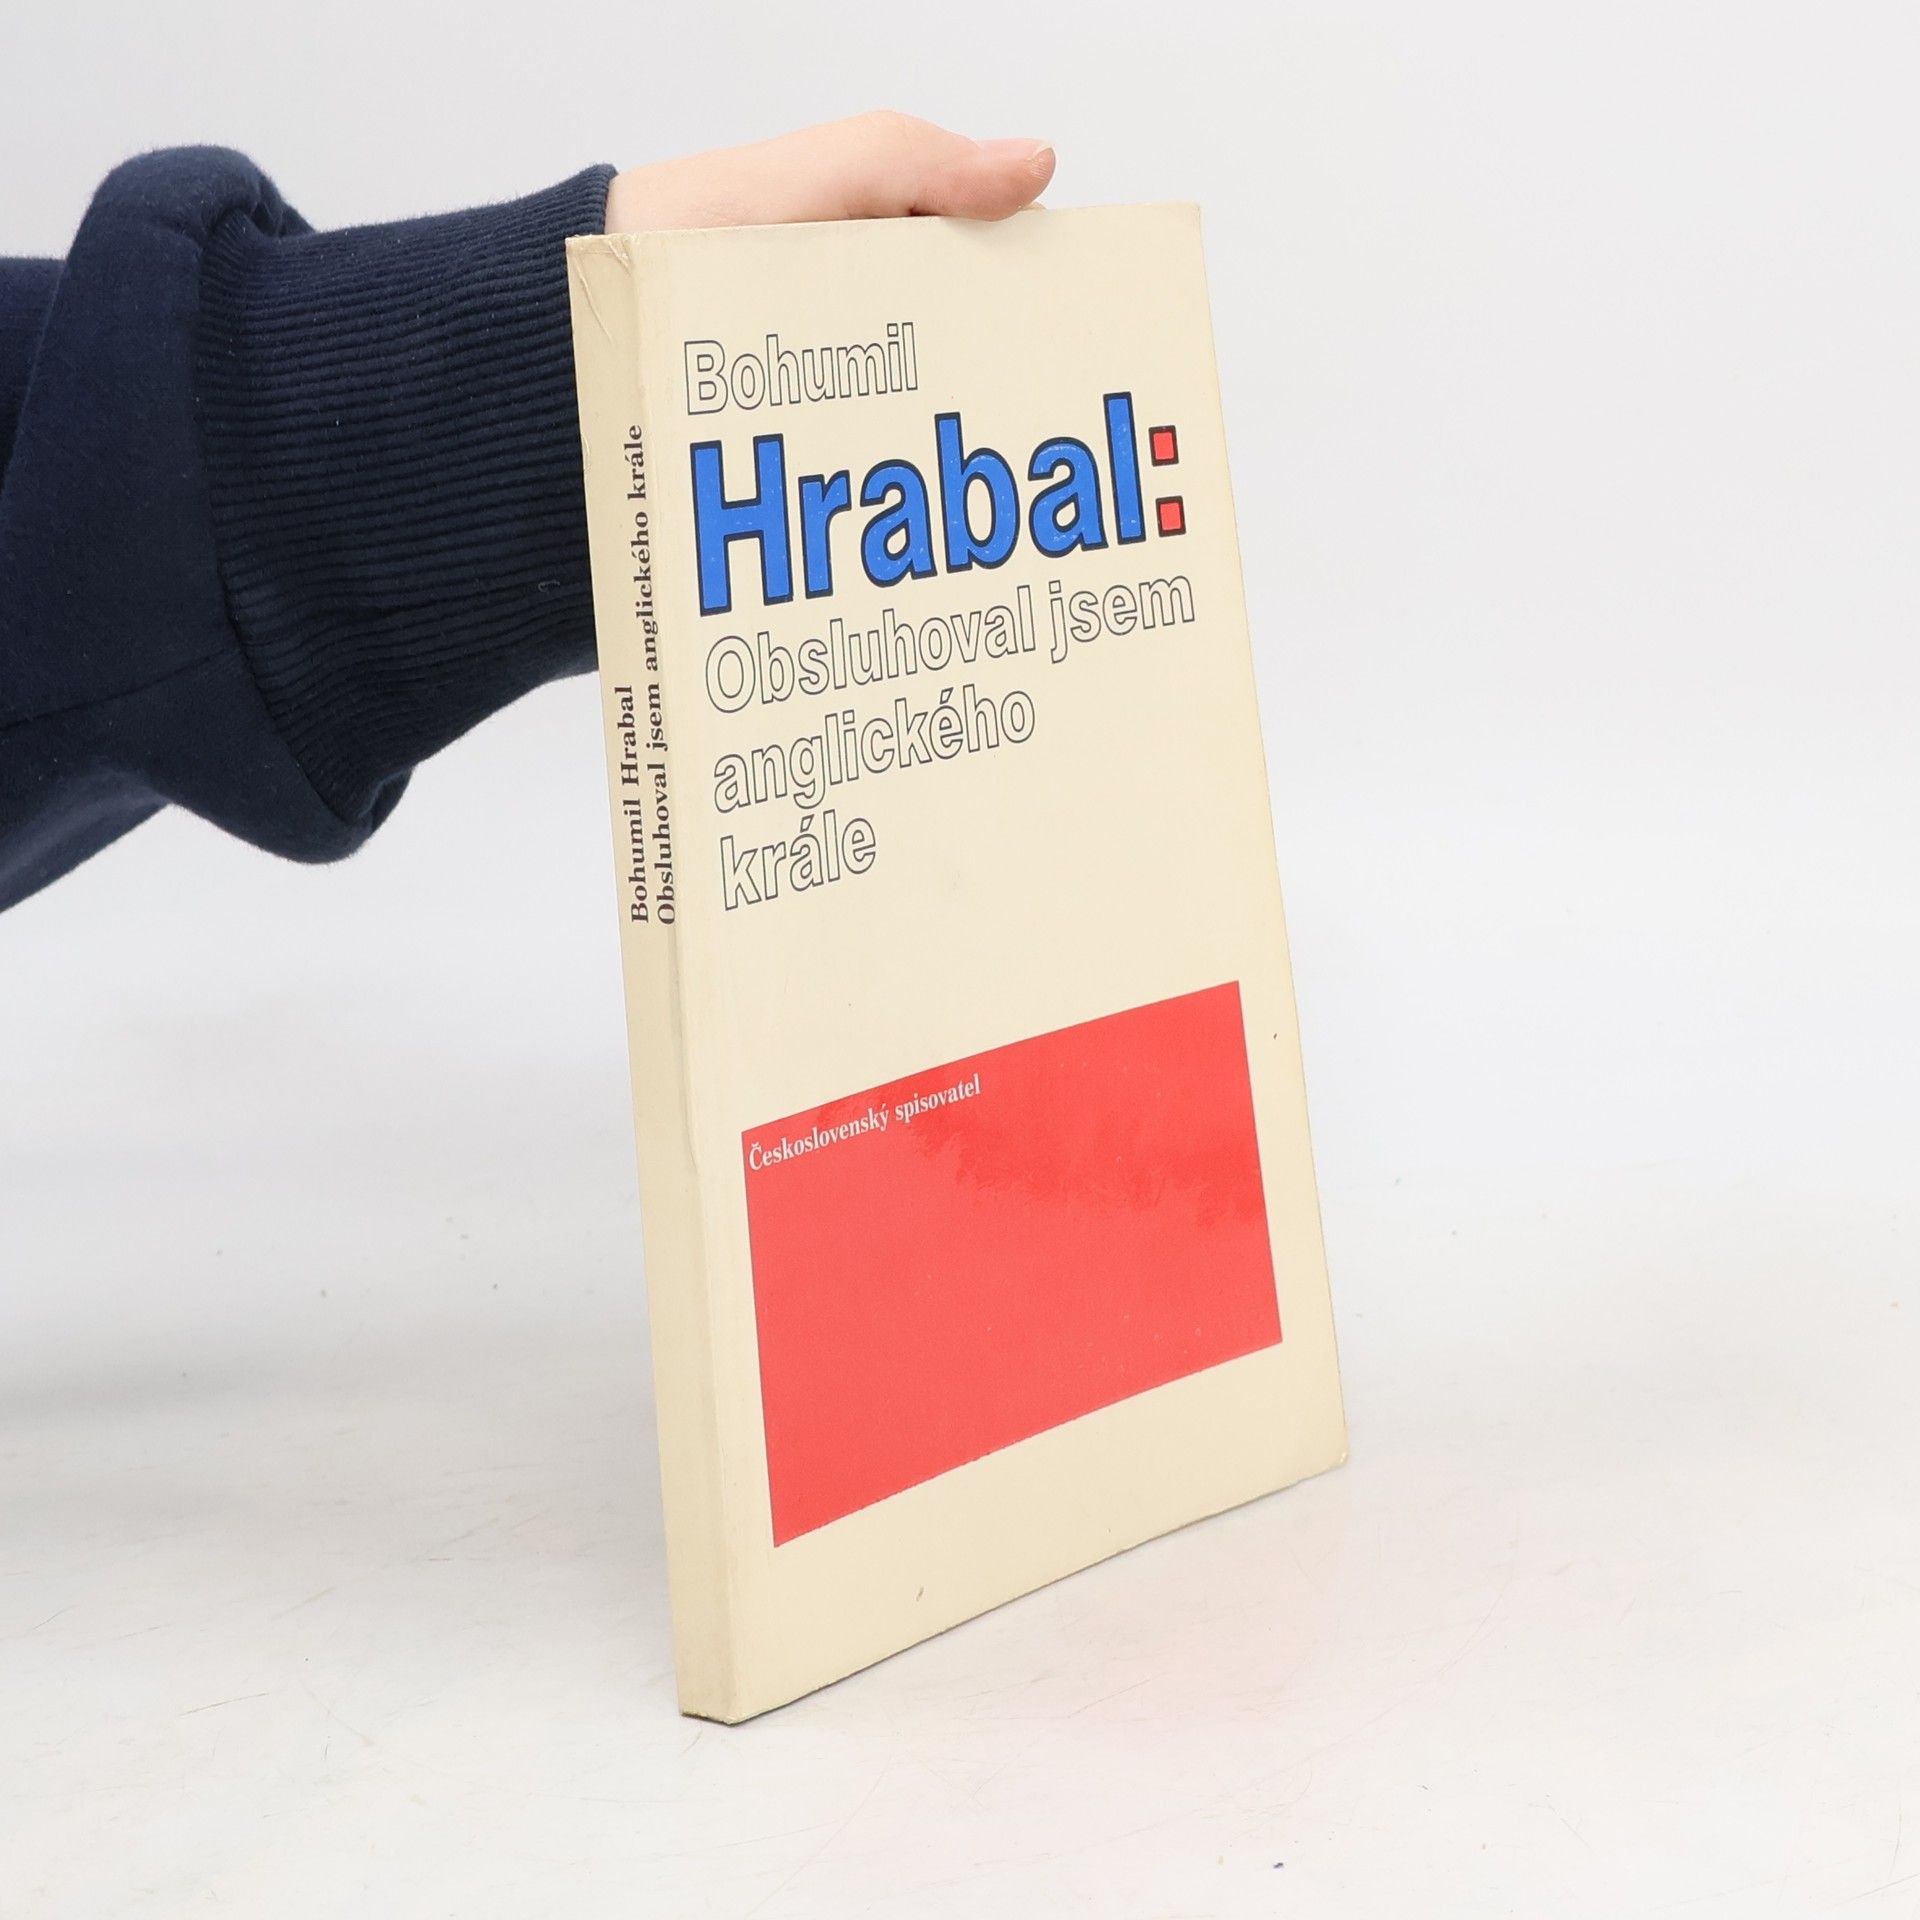 Bohumil
Hrabal:
Obsluhoval jsem
anglického
krále
Československý spisovatel
Bohumil Hrabal
Obsluhoval jsem anglického krále